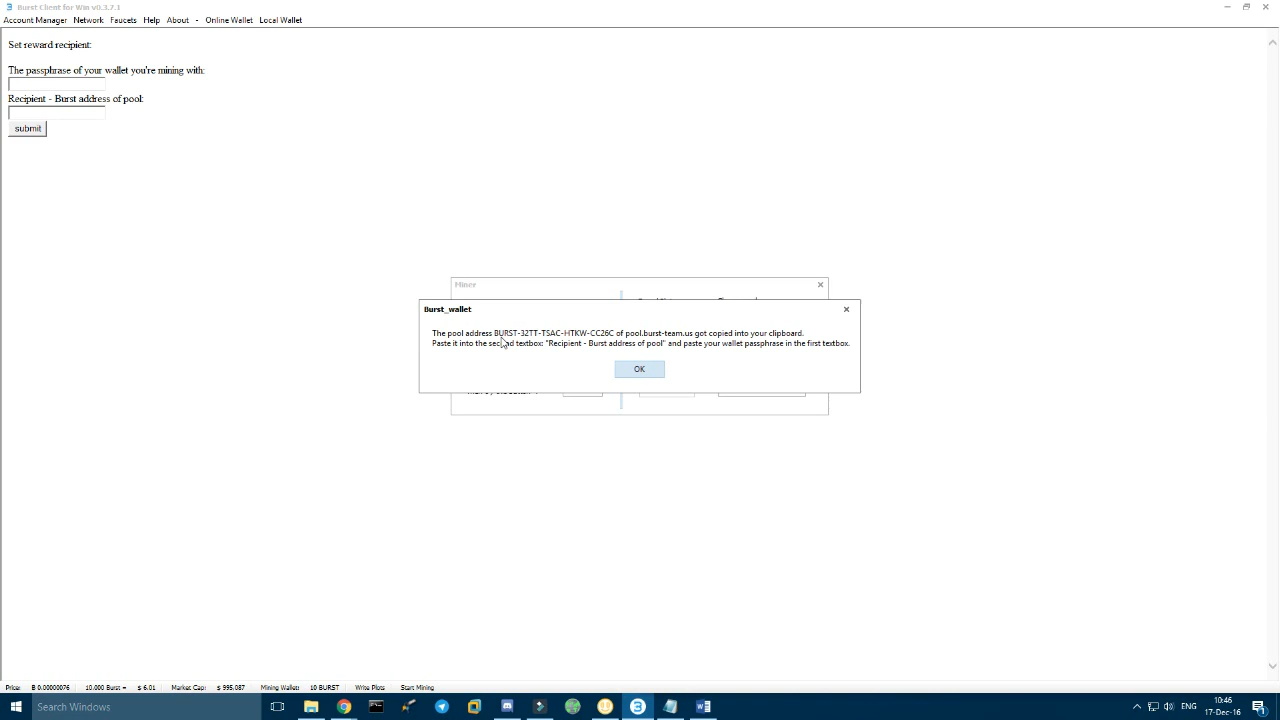 Burst Client for Win v0.3.7.1
Account Manager Network Faucets Help About - Online Wallet Local Wallet
Set reward recipient:
The passphrase of your wallet you're mining with:
Recipient - Burst address of pool:
submit
Miner
Burst_wallet
The pool address BURST-32TT-TSAC-HTKW-CC26C of pool.burst-team.us got copied into your clipboard.
Paste it into the second textbox: "Recipient - Burst address of pool" and paste your wallet passphrase in the first textbox.
OK
Price: B 0.00000076 10.000 Burst = $ 6.01 Market Cap: $ 995.087 Mining Wallet: 10 BURST Write Plots Start Mining
Search Windows
ENG
10:46
17-Dec-16